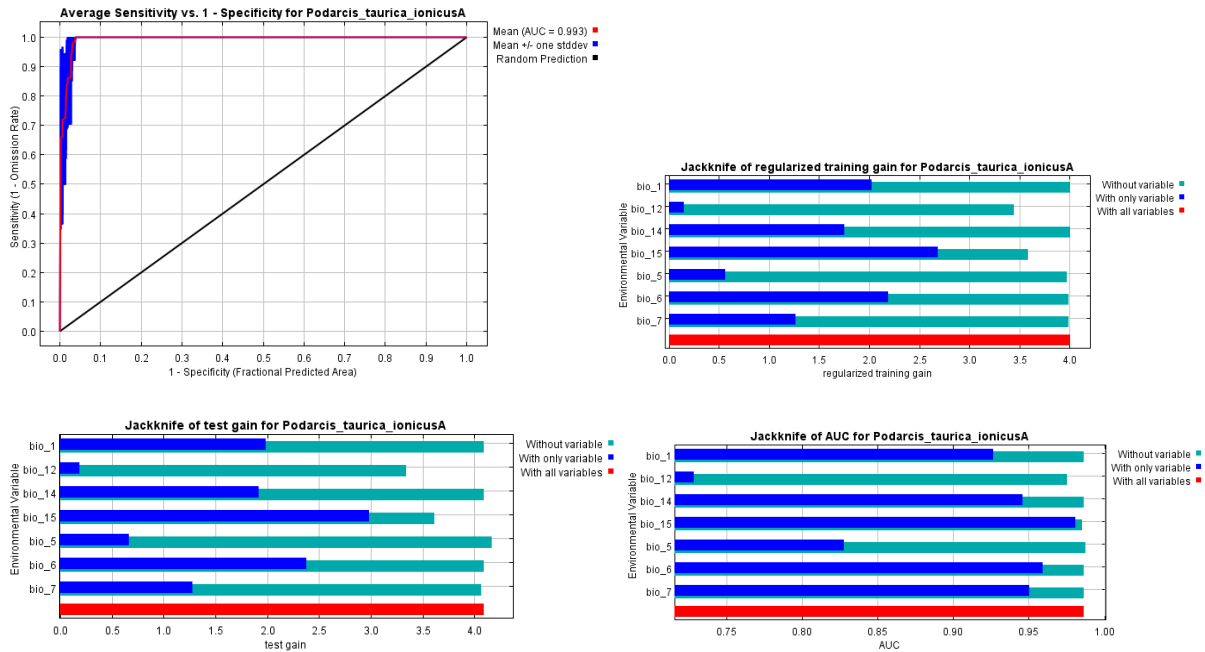 Average Sensitivity vs. 1 - Specificity for Podarcis_taurica_ionicusA
Mean (AUC = 0.993)
Mean +/- one stddev
Random Prediction
Sensitivity (1 - Omission Rate)
1.0
0.9
0.8
0.7
0.6
0.5
0.4
0.3
0.2
0.1
0.0
0.0 0.1 0.2 0.3 0.4 0.5 0.6 0.7 0.8 0.9 1.0
1 - Specificity (Fractional Predicted Area)
Jackknife of regularized training gain for Podarcis_taurica_ionicusA
Environmental Variable
bio_1
bio_12
bio_14
bio_15
bio_5
bio_6
bio_7
Without variable
With only variable
With all variables
0.0 0.5 1.0 1.5 2.0 2.5 3.0 3.5 4.0
regularized training gain
Jackknife of test gain for Podarcis_taurica_ionicusA
Environmental Variable
bio_1
bio_12
bio_14
bio_15
bio_5
bio_6
bio_7
Without variable
With only variable
With all variables
0.0 0.5 1.0 1.5 2.0 2.5 3.0 3.5 4.0
test gain
Jackknife of AUC for Podarcis_taurica_ionicusA
Environmental Variable
bio_1
bio_12
bio_14
bio_15
bio_5
bio_6
bio_7
Without variable
With only variable
With all variables
0.75 0.80 0.85 0.90 0.95 1.00
AUC